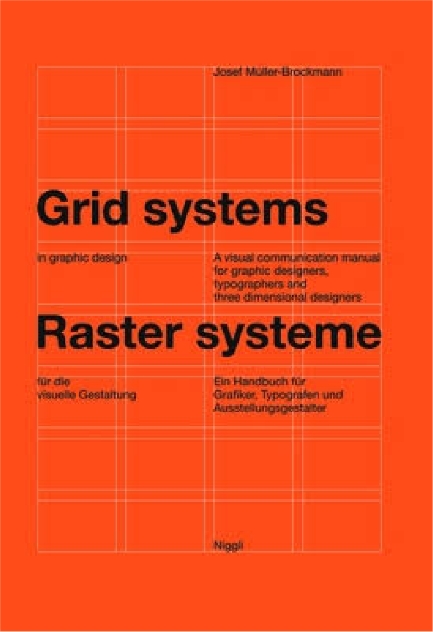 Josef Müller-Brockmann
Grid systems
in graphic design
A visual communication manual
for graphic designers,
typographers and
three dimensional designers
Raster systeme
für die
visuelle Gestaltung
Ein Handbuch für
Grafiker, Typografen und
Ausstellungsgestalter
Niggli